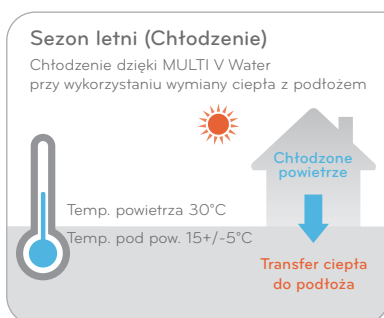 Sezon letni (Chłodzenie)
Chłodzenie dzięki MULTI V Water
przy wykorzystaniu wymiany ciepła z podłożem
Chłodzone
powietrze
Temp. powietrza 30°C
Temp. pod pow. 15+/-5°C
Transfer ciepła
do podłoża